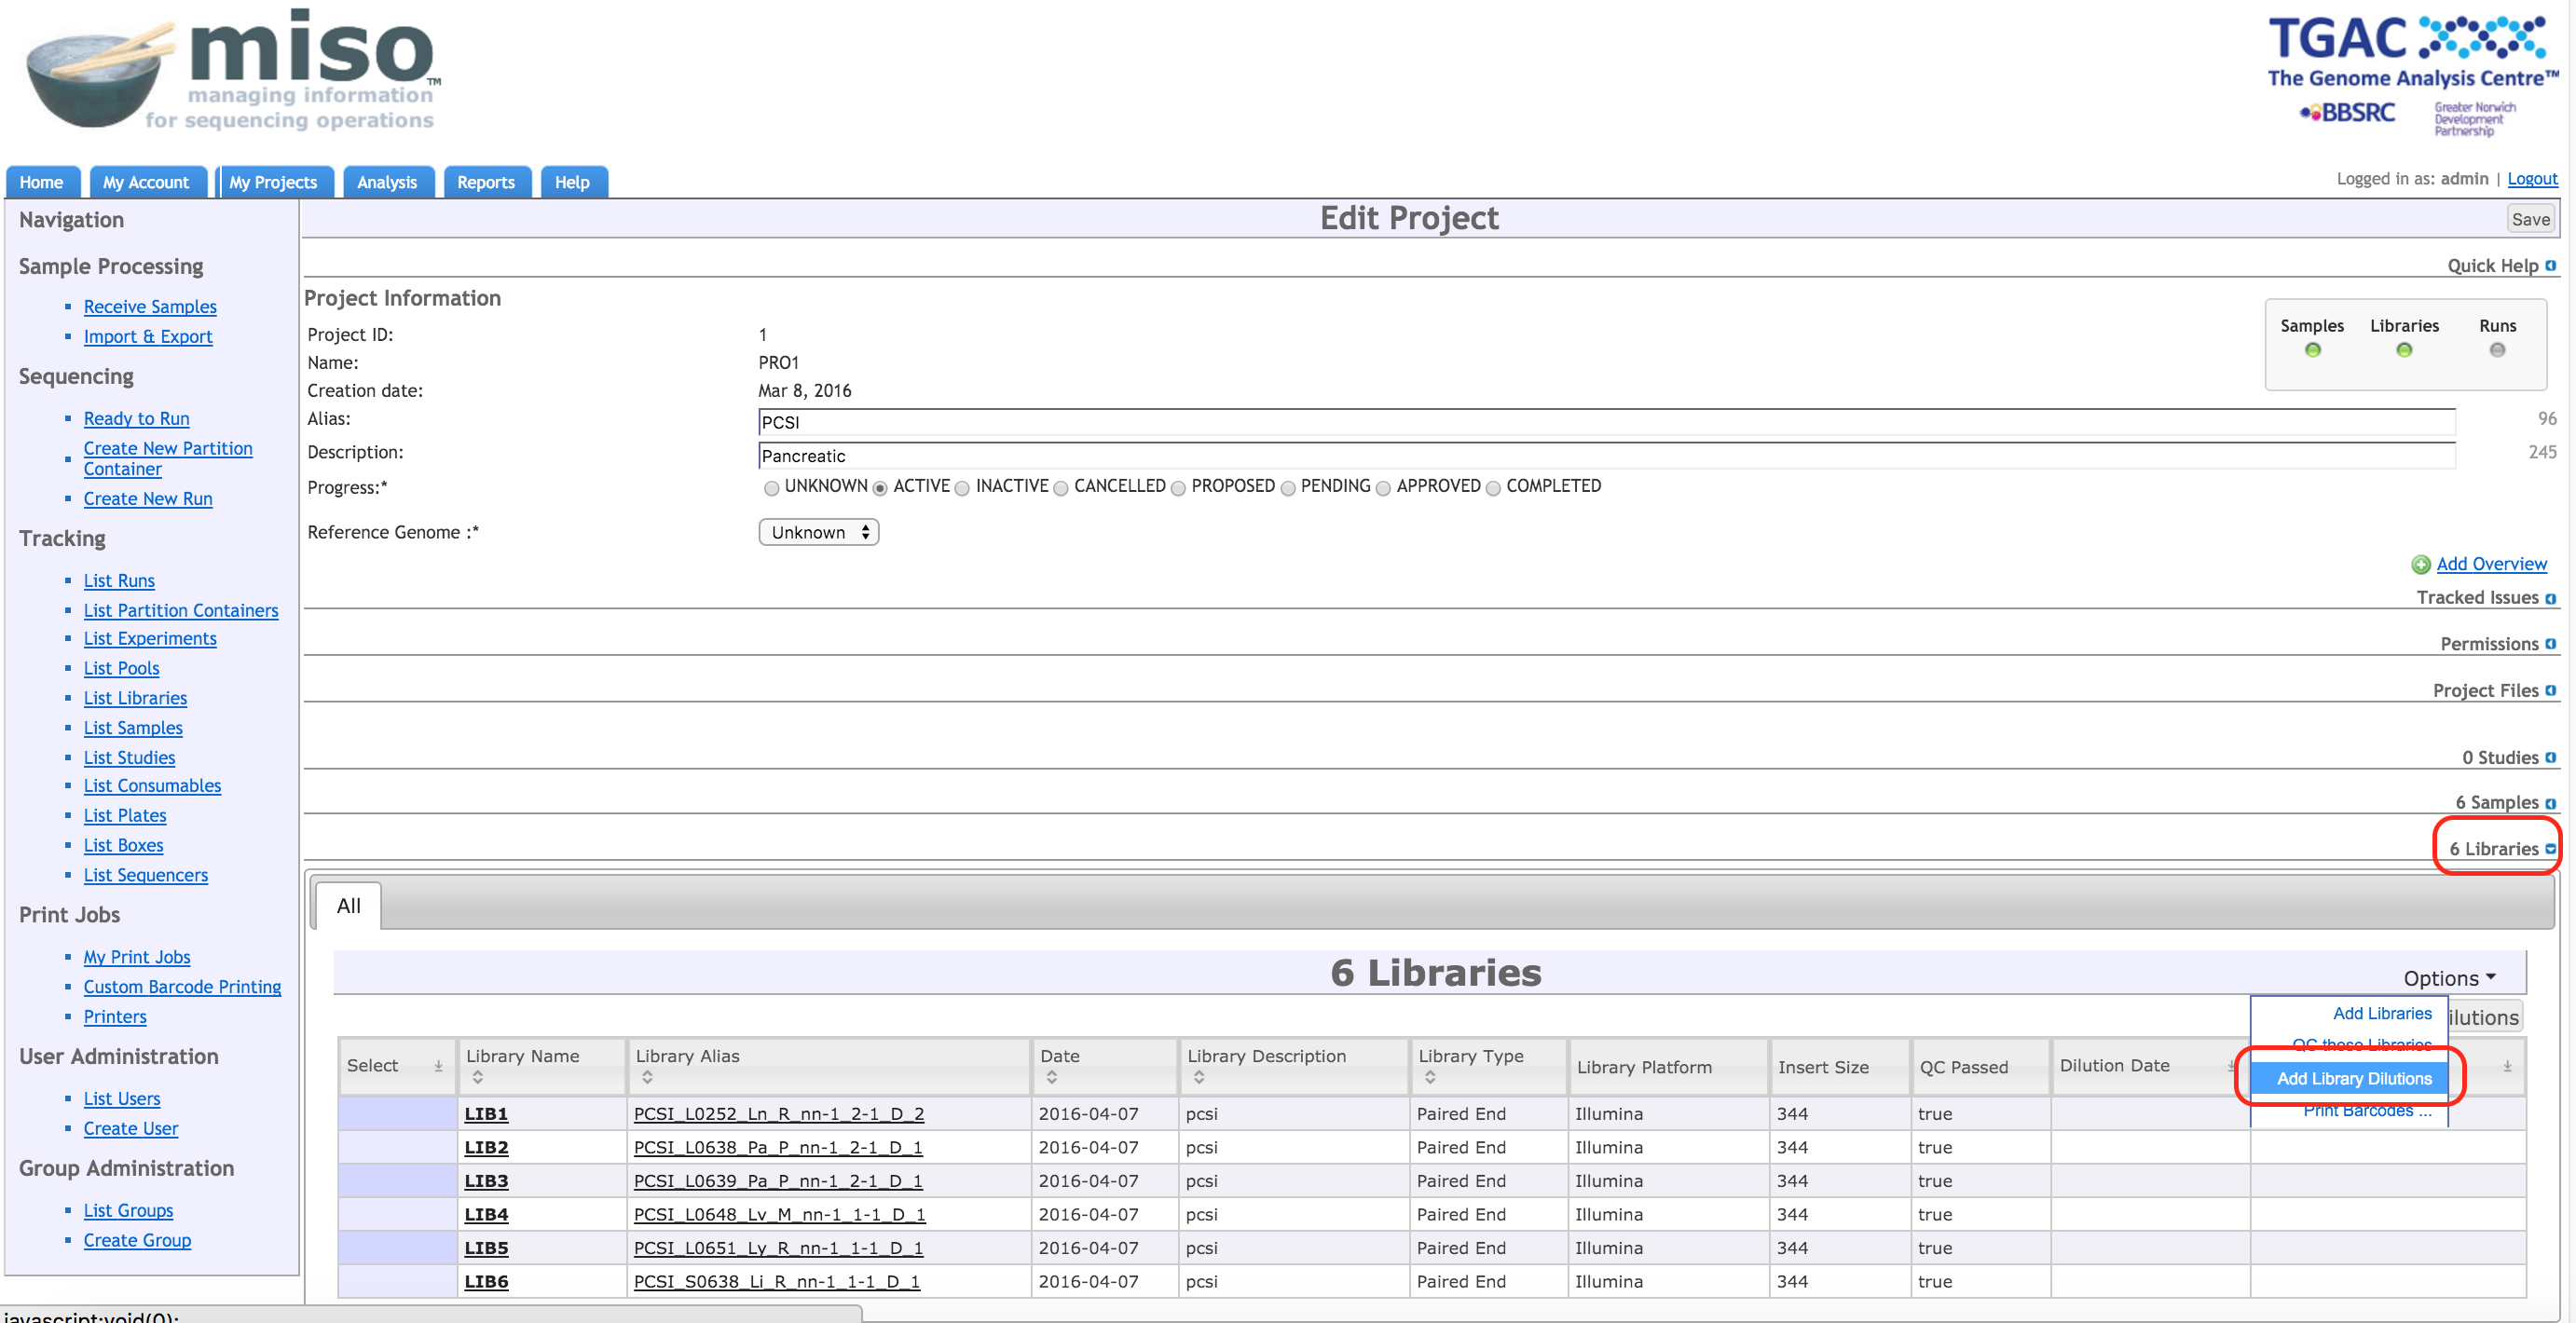 miso™
managing information
for sequencing operations
TGAC
The Genome Analysis Centre™
BBSRC
Greater Norwich
Development
Partnership
Home My Account My Projects Analysis Reports Help
Logged in as: admin | Logout
Navigation
Sample Processing
Receive Samples
Import & Export
Sequencing
Ready to Run
Create New Partition
Container
Create New Run
Tracking
List Runs
List Partition Containers
List Experiments
List Pools
List Libraries
List Samples
List Studies
List Consumables
List Plates
List Boxes
List Sequencers
Print Jobs
My Print Jobs
Custom Barcode Printing
Printers
User Administration
List Users
Create User
Group Administration
List Groups
Create Group
Edit Project
Save
Quick Help
Project Information
Samples Libraries Runs
Project ID: 1
Name: PRO1
Creation date: Mar 8, 2016
Alias: PCSI 96
Description: Pancreatic 245
Progress:* UNKNOWN ACTIVE INACTIVE CANCELLED PROPOSED PENDING APPROVED COMPLETED
Reference Genome :* Unknown
Add Overview
Tracked Issues
Permissions
Project Files
0 Studies
6 Samples
6 Libraries
All
6 Libraries
Options
Add Libraries
QC these Libraries
Add Library Dilutions
Print Barcodes ...
ilutions
Select Library Name Library Alias Date Library Description Library Type Library Platform Insert Size QC Passed Dilution Date
LIB1 PCSI_L0252_Ln_R_nn-1_2-1_D_2 2016-04-07 pcsi Paired End Illumina 344 true
LIB2 PCSI_L0638_Pa_P_nn-1_2-1_D_1 2016-04-07 pcsi Paired End Illumina 344 true
LIB3 PCSI_L0639_Pa_P_nn-1_2-1_D_1 2016-04-07 pcsi Paired End Illumina 344 true
LIB4 PCSI_L0648_Lv_M_nn-1_1-1_D_1 2016-04-07 pcsi Paired End Illumina 344 true
LIB5 PCSI_L0651_Ly_R_nn-1_1-1_D_1 2016-04-07 pcsi Paired End Illumina 344 true
LIB6 PCSI_S0638_Li_R_nn-1_1-1_D_1 2016-04-07 pcsi Paired End Illumina 344 true
javascript:void(0);